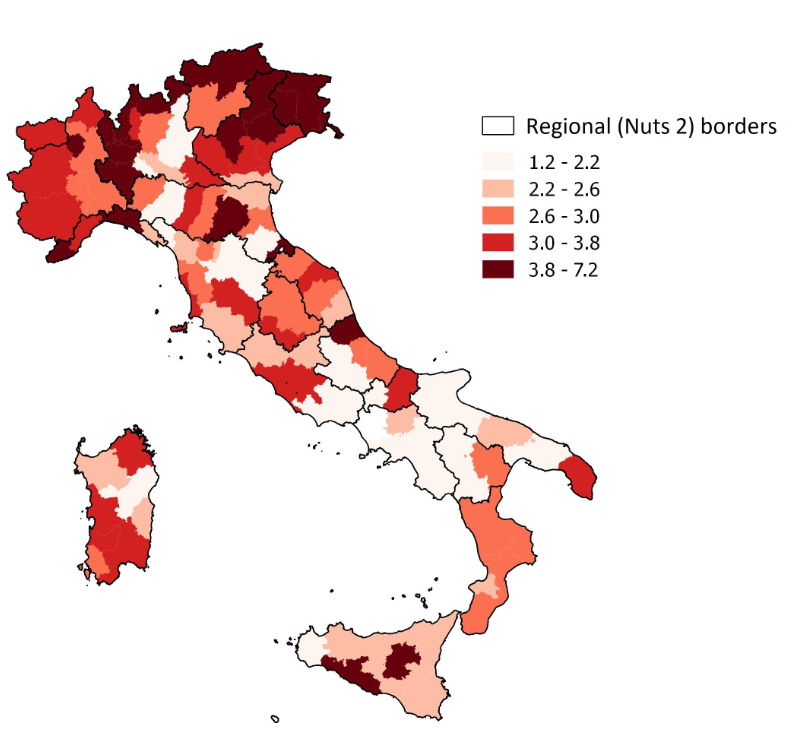 Regional (Nuts 2) borders
1.2 - 2.2
2.2 - 2.6
2.6 - 3.0
3.0 - 3.8
3.8 - 7.2